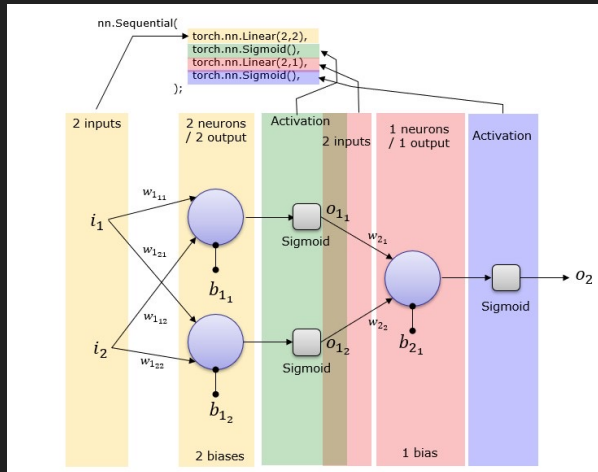 nn.Sequential(
torch.nn.Linear(2,2),
torch.nn.Sigmoid(),
torch.nn.Linear(2,1),
torch.nn.Sigmoid(),
);
2 inputs
2 neurons
/ 2 output
Activation
2 inputs
1 neurons
/ 1 output
Activation
w₁₁₁
i₁
w₁₂₁
b₁₁
Sigmoid
o₁₁
w₂₁
o₂
Sigmoid
w₁₁₂
i₂
w₁₂₂
b₁₂
Sigmoid
o₁₂
w₂₂
b₂₁
2 biases
1 bias